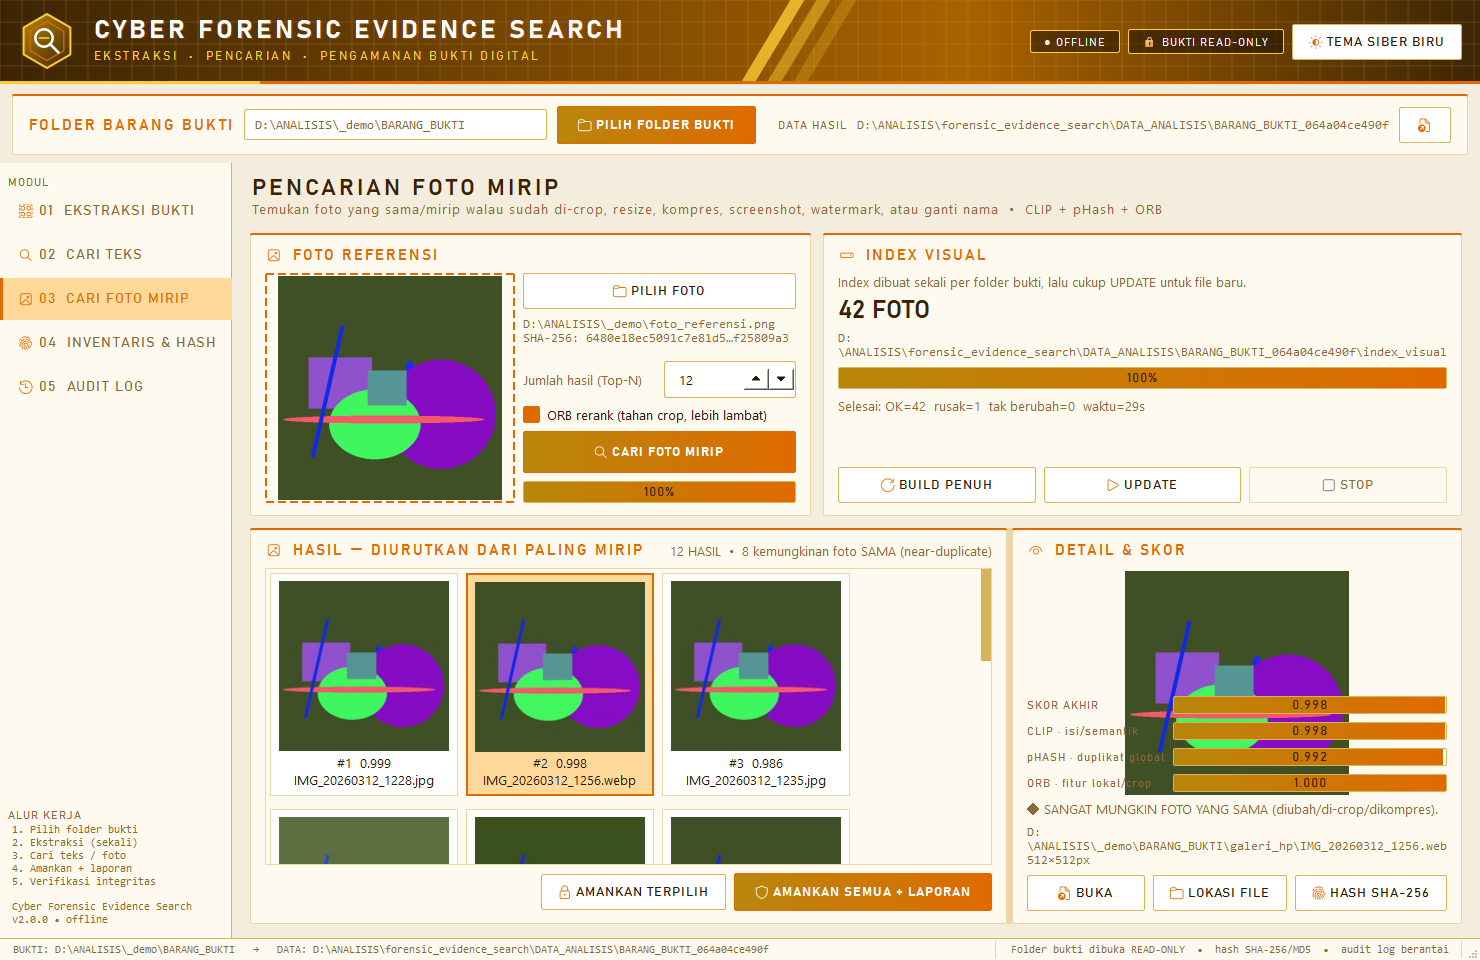 CYBER FORENSIC EVIDENCE SEARCH
EKSTRAKSI · PENCARIAN · PENGAMANAN BUKTI DIGITAL
● OFFLINE
BUKTI READ-ONLY
TEMA SIBER BIRU
FOLDER BARANG BUKTI
D:\ANALISIS\_demo\BARANG_BUKTI
PILIH FOLDER BUKTI
DATA HASIL D:\ANALISIS\forensic_evidence_search\DATA_ANALISIS\BARANG_BUKTI_064a04ce490f
MODUL
01 EKSTRAKSI BUKTI
02 CARI TEKS
03 CARI FOTO MIRIP
04 INVENTARIS & HASH
05 AUDIT LOG
ALUR KERJA
1. Pilih folder bukti
2. Ekstraksi (sekali)
3. Cari teks / foto
4. Amankan + laporan
5. Verifikasi integritas
Cyber Forensic Evidence Search
v2.0.0 • offline
PENCARIAN FOTO MIRIP
Temukan foto yang sama/mirip walau sudah di-crop, resize, kompres, screenshot, watermark, atau ganti nama • CLIP + pHash + ORB
FOTO REFERENSI
PILIH FOTO
D:\ANALISIS\_demo\foto_referensi.png
SHA-256: 6480e18ec5091c7e81d5…f25809a3
Jumlah hasil (Top-N)
12
ORB rerank (tahan crop, lebih lambat)
CARI FOTO MIRIP
100%
INDEX VISUAL
Index dibuat sekali per folder bukti, lalu cukup UPDATE untuk file baru.
42 FOTO
D:
\ANALISIS\forensic_evidence_search\DATA_ANALISIS\BARANG_BUKTI_064a04ce490f\index_visual
100%
Selesai: OK=42 rusak=1 tak berubah=0 waktu=29s
BUILD PENUH
UPDATE
STOP
HASIL — DIURUTKAN DARI PALING MIRIP
12 HASIL • 8 kemungkinan foto SAMA (near-duplicate)
#1 0.999
IMG_20260312_1228.jpg
#2 0.998
IMG_20260312_1256.webp
#3 0.986
IMG_20260312_1235.jpg
AMANKAN TERPILIH
AMANKAN SEMUA + LAPORAN
DETAIL & SKOR
SKOR AKHIR
0.998
CLIP · isi/semantik
0.998
pHASH · duplikat global
0.992
ORB · fitur lokal/crop
1.000
◆ SANGAT MUNGKIN FOTO YANG SAMA (diubah/di-crop/dikompres).
D:
\ANALISIS\_demo\BARANG_BUKTI\galeri_hp\IMG_20260312_1256.web
512×512px
BUKA
LOKASI FILE
HASH SHA-256
BUKTI: D:\ANALISIS\_demo\BARANG_BUKTI → DATA: D:\ANALISIS\forensic_evidence_search\DATA_ANALISIS\BARANG_BUKTI_064a04ce490f
Folder bukti dibuka READ-ONLY • hash SHA-256/MD5 • audit log berantai